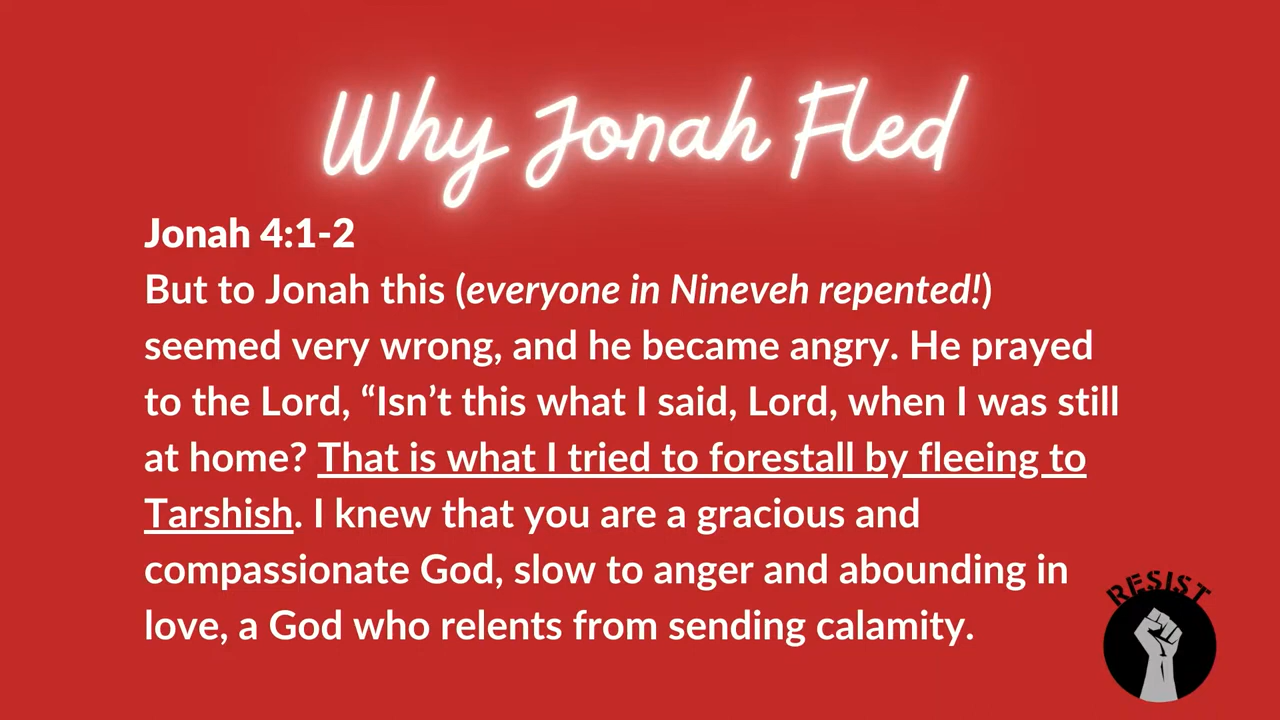 Why Jonah Fled
Jonah 4:1-2
But to Jonah this (everyone in Nineveh repented!)
seemed very wrong, and he became angry. He prayed
to the Lord, “Isn’t this what I said, Lord, when I was still
at home? That is what I tried to forestall by fleeing to
Tarshish. I knew that you are a gracious and
compassionate God, slow to anger and abounding in
love, a God who relents from sending calamity.
RESIST